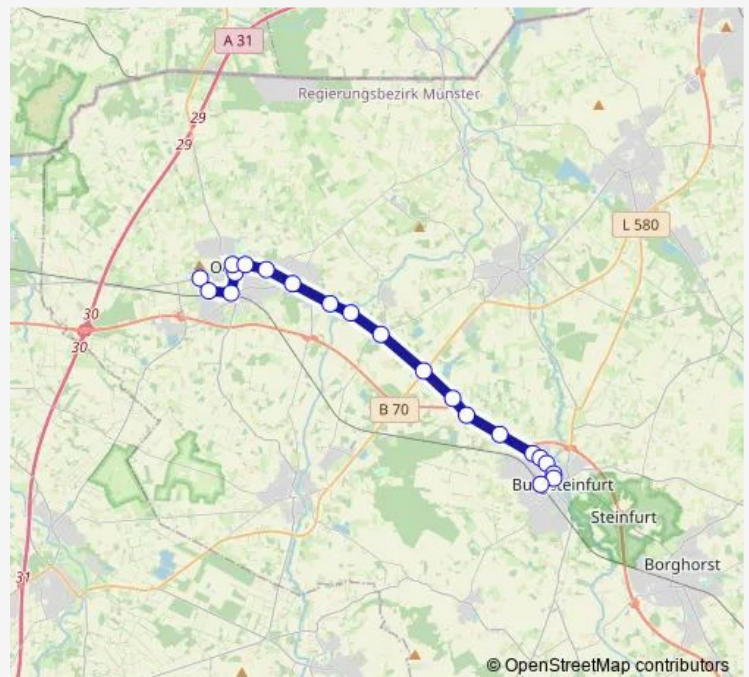 A 31
Regierungsbezirk Münster
29
29
L 580
30
30
B 70
Steinfurt
Borghorst
31
© OpenStreetMap contributors